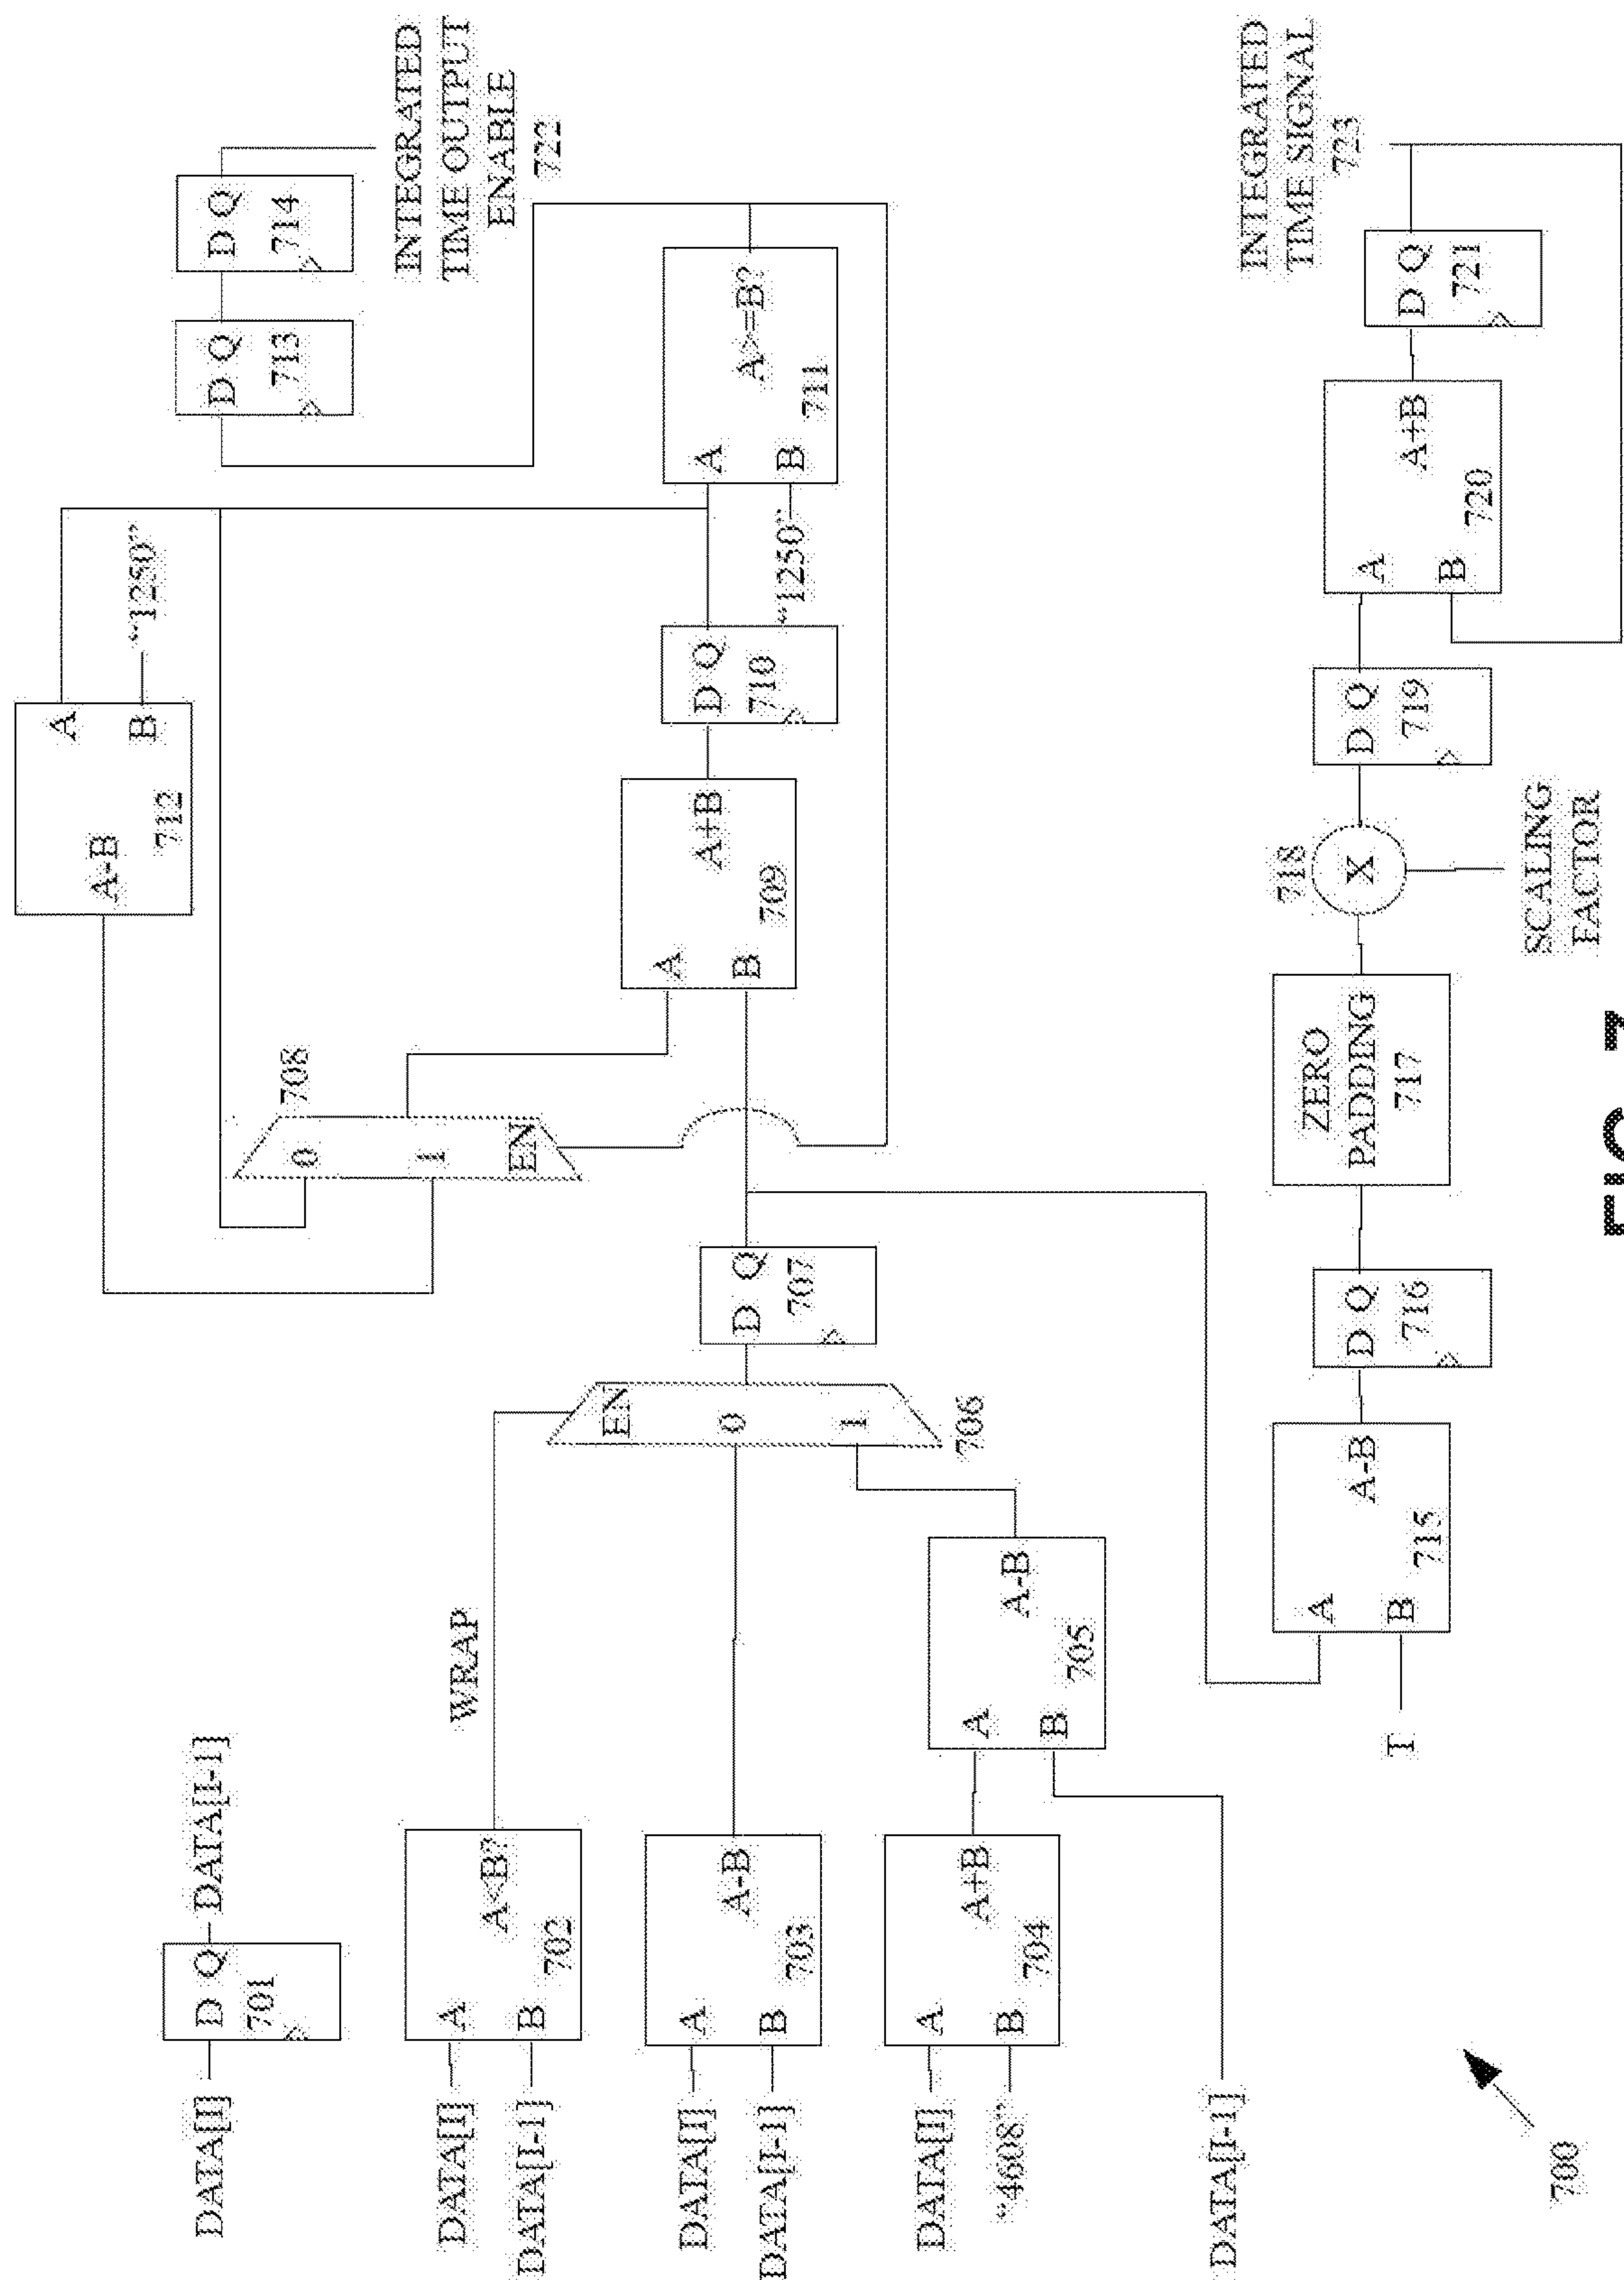 DATA[I]
D Q
701
DATA[I-1]
DATA[I]
DATA[I-1]
A
B
A<B?
702
WRAP
DATA[I]
DATA[I-1]
A
B
A-B
703
DATA[I]
"4608"
A
B
A+B
704
DATA[I-1]
A
B
A-B
705
EN
0
1
706
D Q
707
0
1
EN
708
A
B
A+B
709
D Q
710
"1250"
A
B
A>=B?
711
A-B
A
B
712
"1250"
D Q
713
D Q
714
INTEGRATED
TIME OUTPUT
ENABLE
722
T
A
B
A-B
715
D Q
716
ZERO
PADDING
717
718
X
SCALING
FACTOR
D Q
719
A
B
A+B
720
D Q
721
INTEGRATED
TIME SIGNAL
723
700